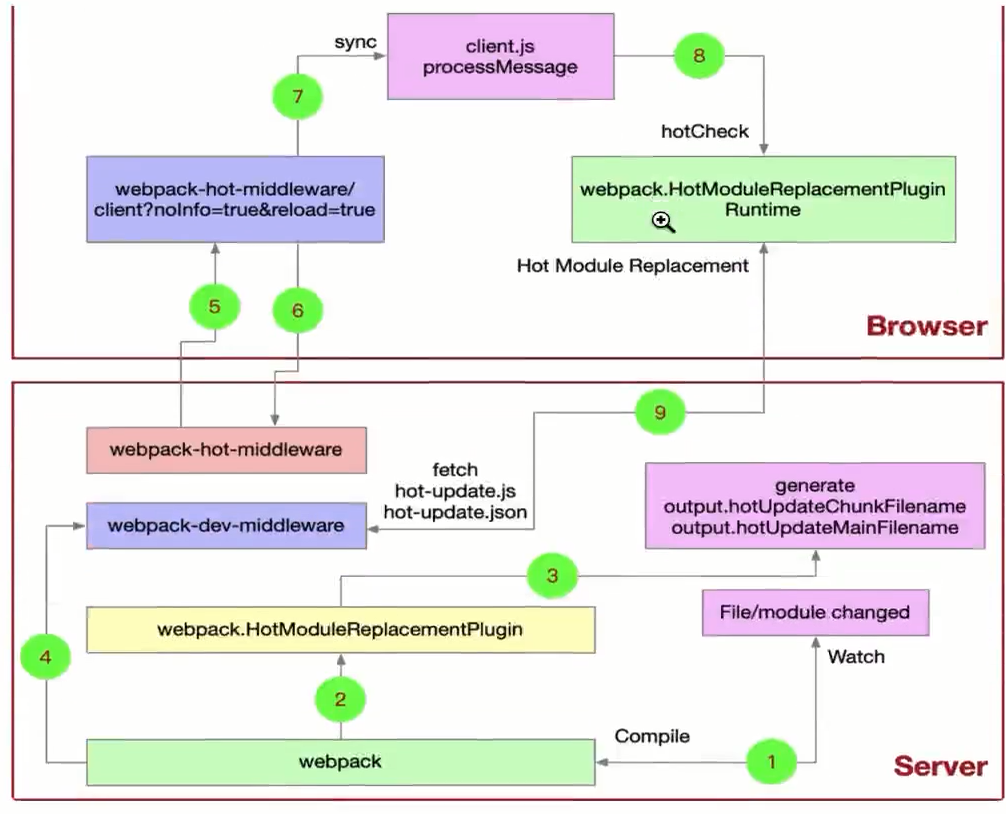 sync
client.js
processMessage
8
7
hotCheck
webpack-hot-middleware/
client?noInfo=true&reload=true
webpack.HotModuleReplacementPlugin
Runtime
Hot Module Replacement
5
6
Browser
9
webpack-hot-middleware
fetch
hot-update.js
hot-update.json
generate
output.hotUpdateChunkFilename
output.hotUpdateMainFilename
webpack-dev-middleware
3
File/module changed
webpack.HotModuleReplacementPlugin
4
Watch
2
Compile
webpack
1
Server